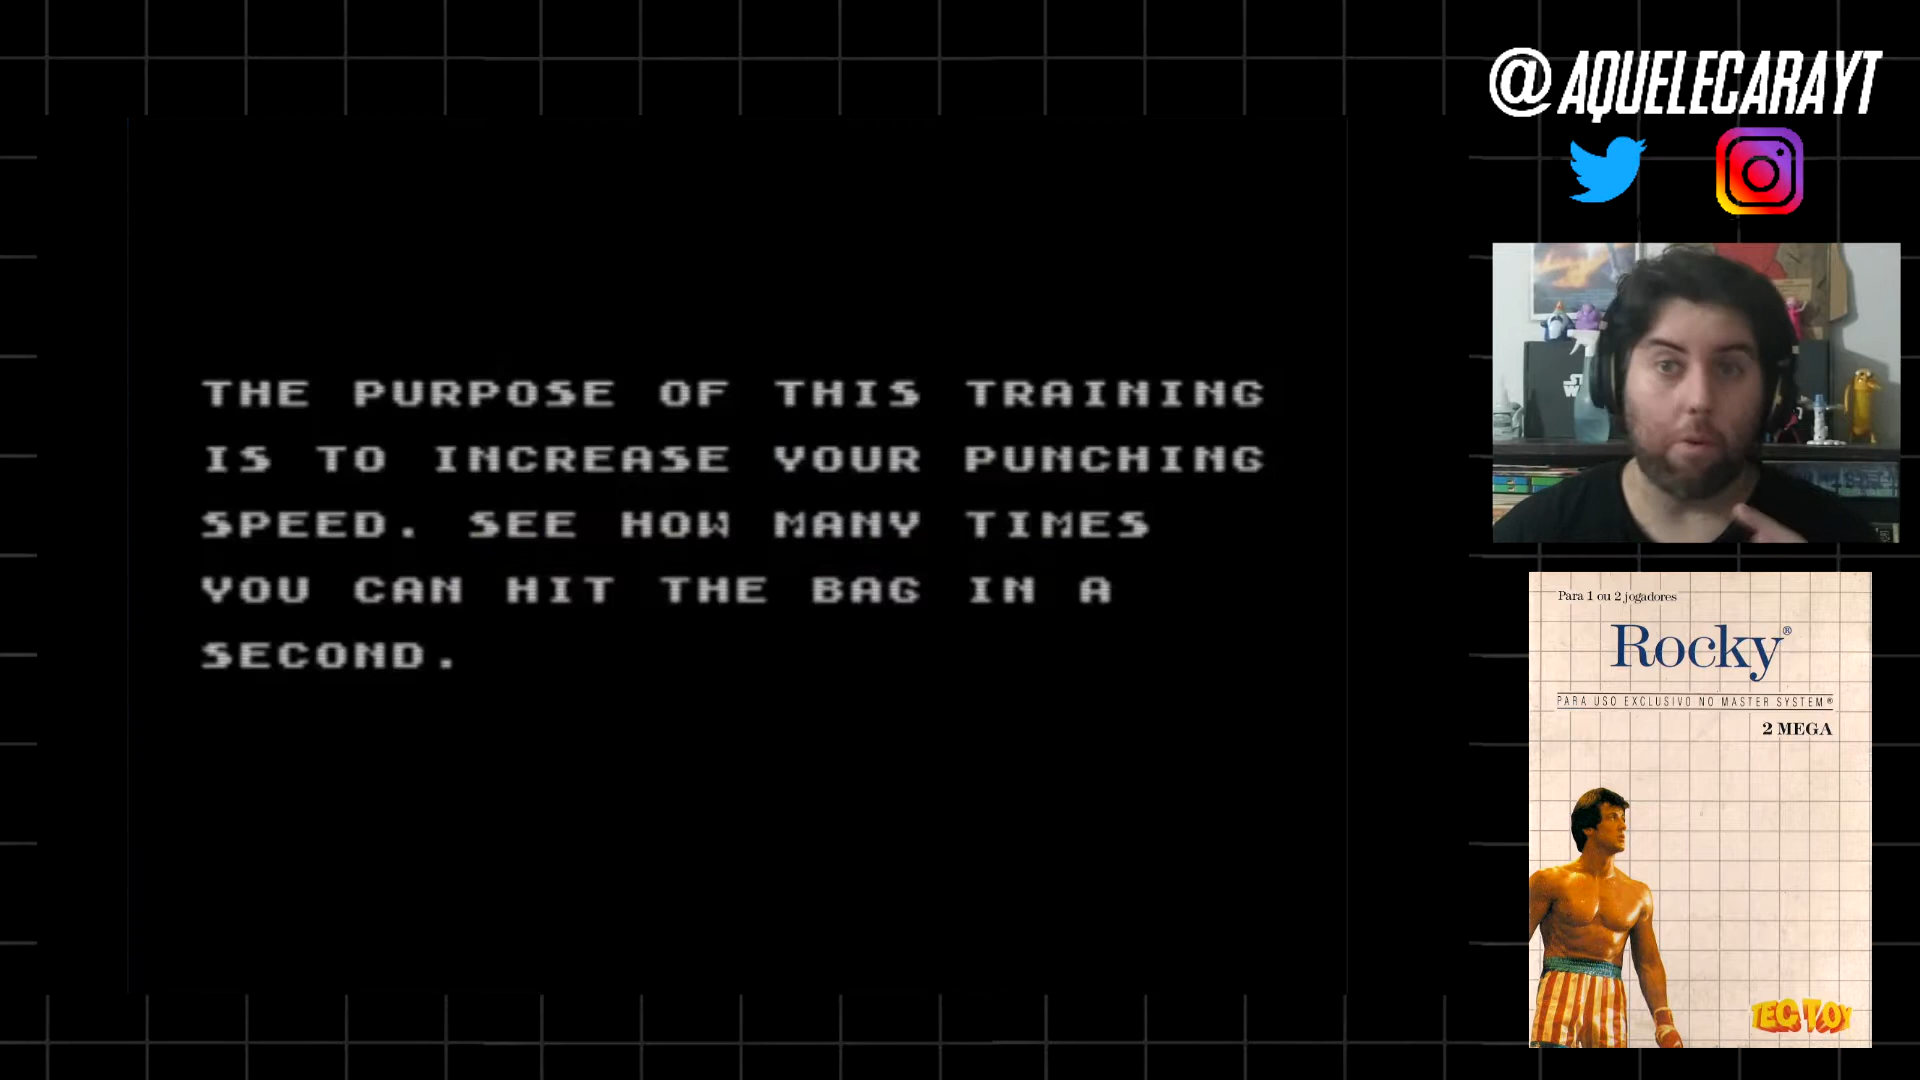 @AQUELECARAYT
THE PURPOSE OF THIS TRAINING
IS TO INCREASE YOUR PUNCHING
SPEED. SEE HOW MANY TIMES
YOU CAN HIT THE BAG IN A
SECOND.
Para 1 ou 2 jogadores
Rocky®
PARA USO EXCLUSIVO NO MASTER SYSTEM®
2 MEGA
TEC TOY